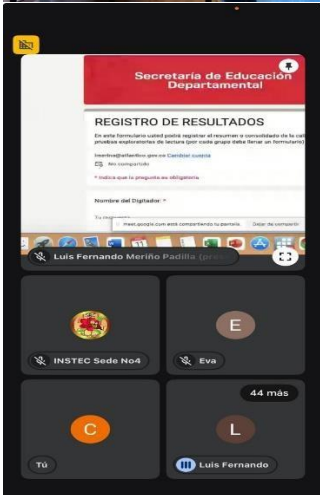 Secretaría de Educación
Departamental
REGISTRO DE RESULTADOS
En este formulario usted podrá registrar el resumen o consolidado de la
pruebas exploratorias de lectura (por cada grupo debe llenar un formulario)
Cambiar cuenta
No compartido
* Indica que la pregunta es obligatoria
Nombre del Digitador: *
Tu respuesta
meet.google.com está compartiendo tu pantalla.
Dejar de
Luis Fernando Meriño Padilla
INSTEC Sede No4
E
Eva
C
Tú
44 más
L
Luis Fernando